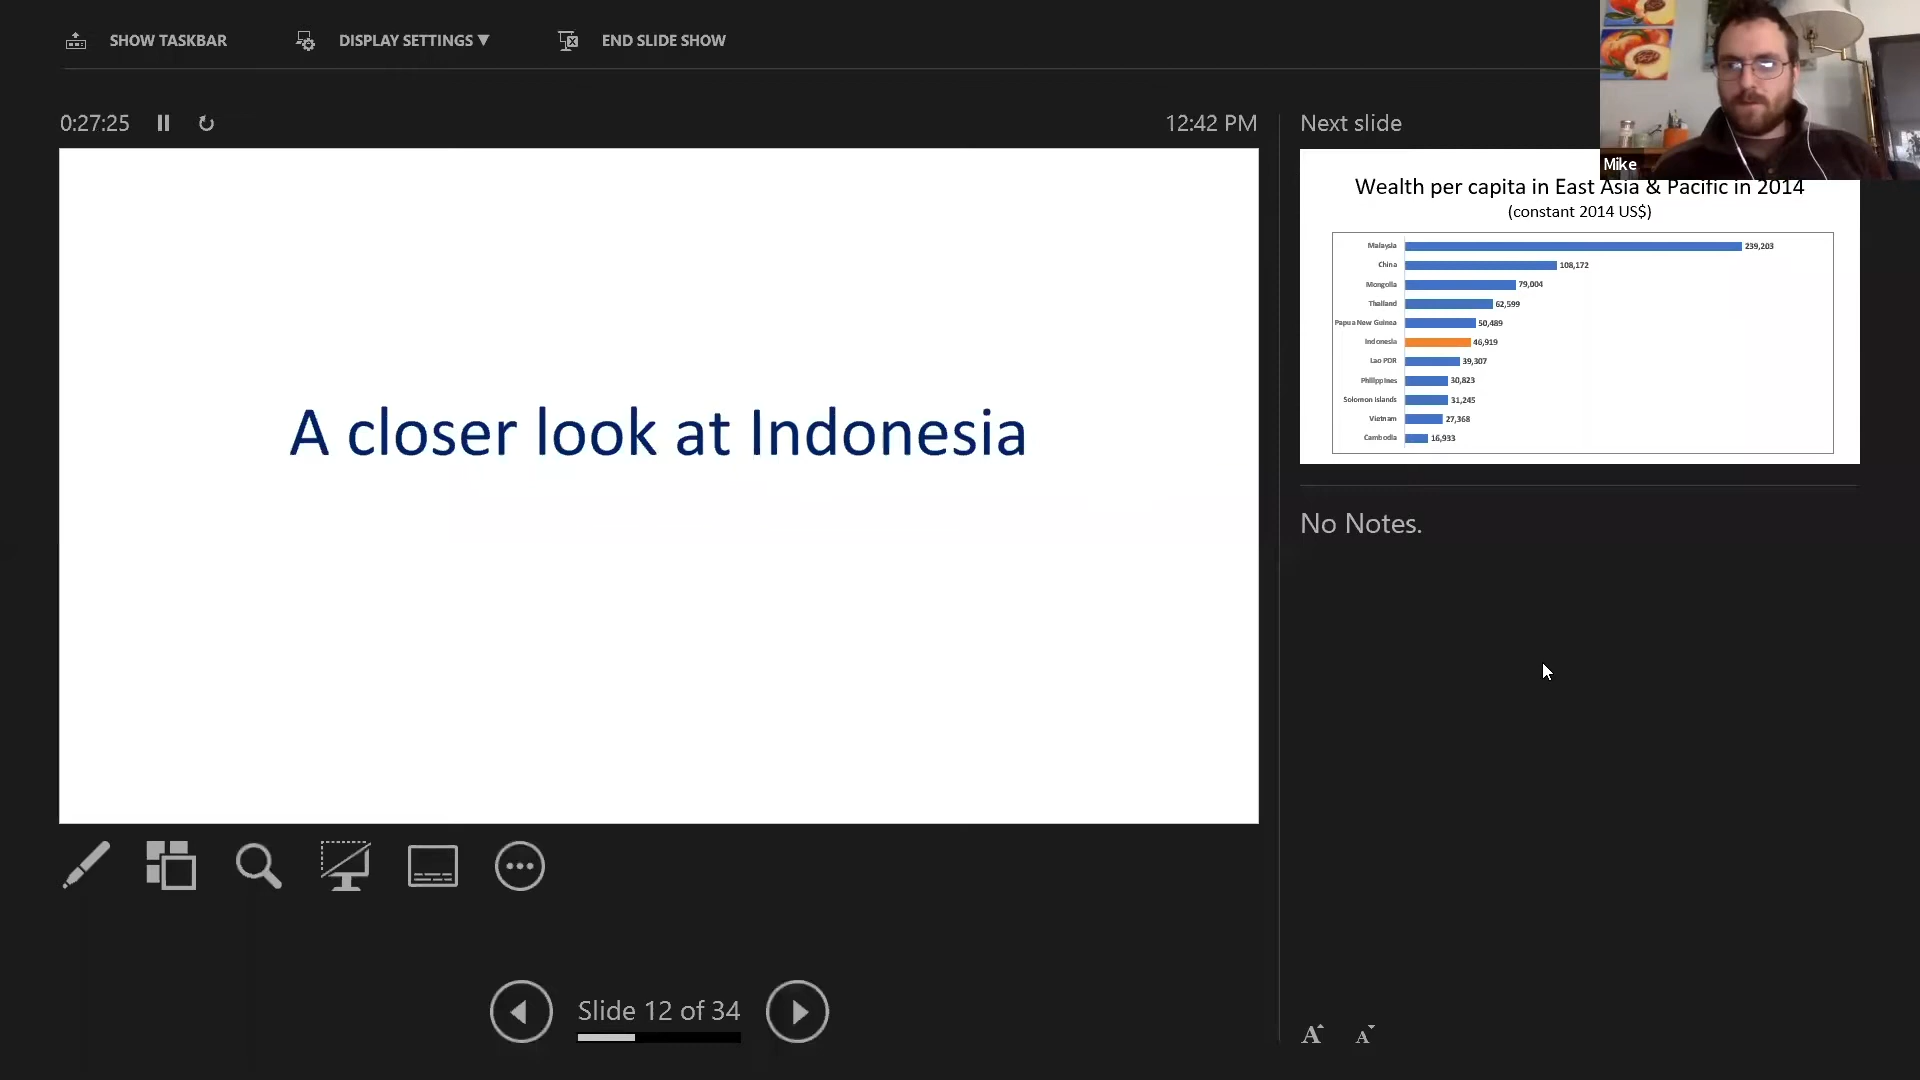 SHOW TASKBAR
DISPLAY SETTINGS ▼
END SLIDE SHOW
0:27:25
12:42 PM
Next slide
Mike
A closer look at Indonesia
Wealth per capita in East Asia & Pacific in 2014
(constant 2014 US$)
Malaysia 239,203
China 108,172
Mongolia 79,004
Thailand 62,599
Papua New Guinea 50,489
Indonesia 46,919
Lao PDR 39,307
Philippines 30,823
Solomon Islands 31,245
Vietnam 27,368
Cambodia 16,933
No Notes.
Slide 12 of 34
A A